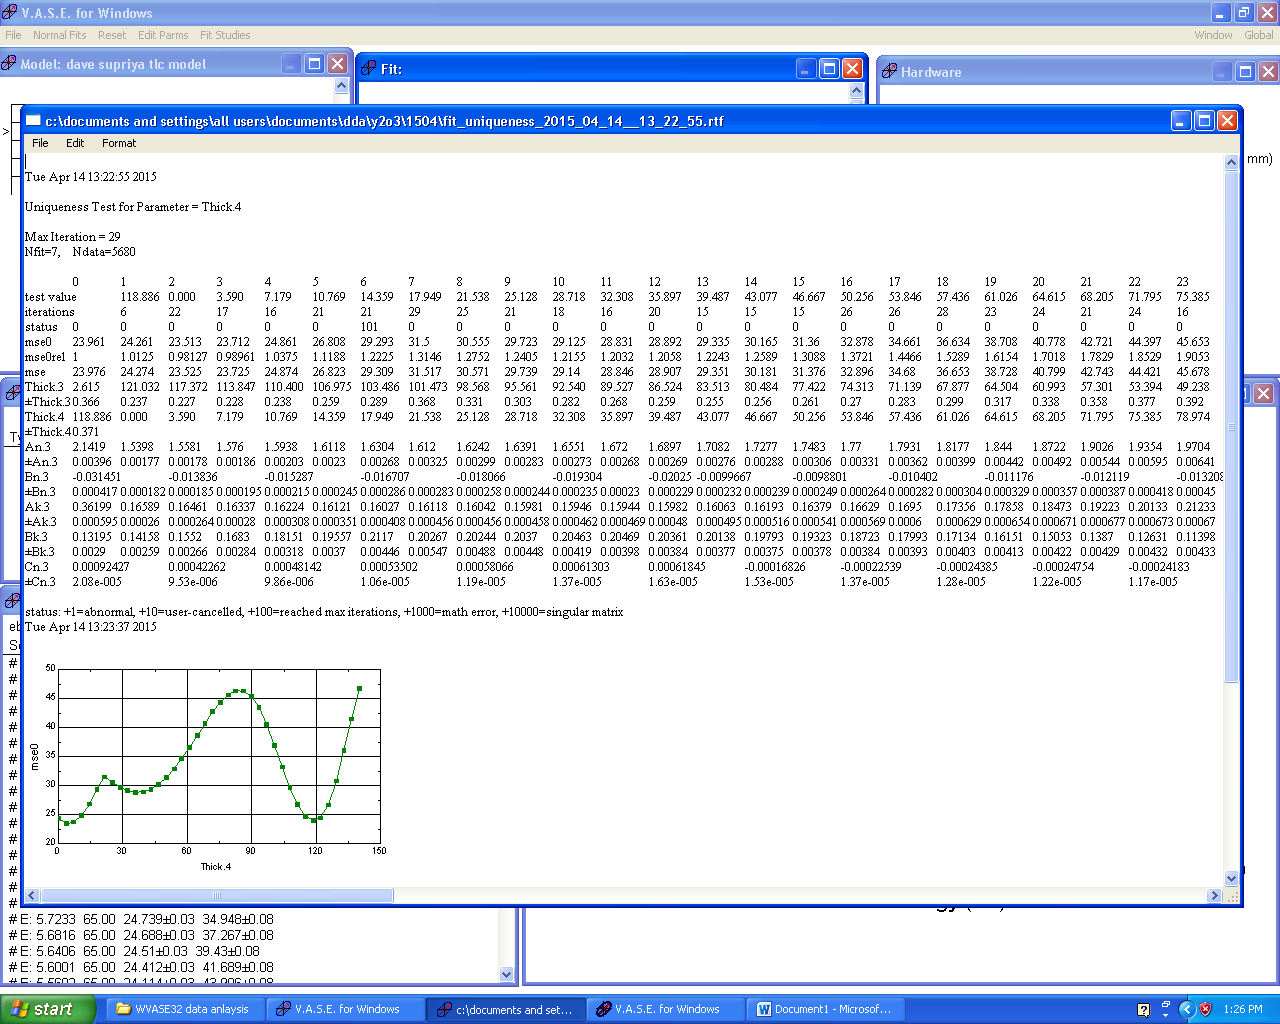 V.A.S.E. for Windows
File Normal Fits Reset Edit Parms Fit Studies Window Global
Model: dave supriya tlc model
Fit:
Hardware
mm)
c:\documents and settings\all users\documents\dda\y2o3\1504\fit_uniqueness_2015_04_14__13_22_55.rtf
File Edit Format
Tue Apr 14 13:22:55 2015
Uniqueness Test for Parameter = Thick.4
Max Iteration = 29
Nfit=7, Ndata=5680
0 1 2 3 4 5 6 7 8 9 10 11 12 13 14 15 16 17 18 19 20 21 22 23
test value 118.886 0.000 3.590 7.179 10.769 14.359 17.949 21.538 25.128 28.718 32.308 35.897 39.487 43.077 46.667 50.256 53.846 57.436 61.026 64.615 68.205 71.795 75.385
iterations 6 22 17 16 21 21 29 25 21 18 16 20 15 15 15 26 26 28 23 24 21 24 16
status 0 0 0 0 0 0 101 0 0 0 0 0 0 0 0 0 0 0 0 0 0 0 0 0
mse0 23.961 24.261 23.513 23.712 24.861 26.808 29.293 31.5 30.555 29.723 29.125 28.831 28.892 29.335 30.165 31.36 32.878 34.661 36.634 38.708 40.778 42.721 44.397 45.653
mse0rel 1 1.0125 0.98127 0.98961 1.0375 1.1188 1.2225 1.3146 1.2752 1.2405 1.2155 1.2032 1.2058 1.2243 1.2589 1.3088 1.3721 1.4466 1.5289 1.6154 1.7018 1.7829 1.8529 1.9053
mse 23.976 24.274 23.525 23.725 24.874 26.823 29.309 31.517 30.571 29.739 29.14 28.846 28.907 29.351 30.181 31.376 32.896 34.68 36.653 38.728 40.799 42.743 44.421 45.678
Thick.3 2.615 121.032 117.372 113.847 110.400 106.975 103.486 101.473 98.568 95.561 92.540 89.527 86.524 83.513 80.484 77.422 74.313 71.139 67.877 64.504 60.993 57.301 53.394 49.238
±Thick.3 0.366 0.237 0.227 0.228 0.238 0.259 0.289 0.368 0.331 0.303 0.282 0.268 0.259 0.255 0.256 0.261 0.27 0.283 0.299 0.317 0.338 0.358 0.377 0.392
Thick.4 118.886 0.000 3.590 7.179 10.769 14.359 17.949 21.538 25.128 28.718 32.308 35.897 39.487 43.077 46.667 50.256 53.846 57.436 61.026 64.615 68.205 71.795 75.385 78.974
±Thick.4 0.371
An.3 2.1419 1.5398 1.5581 1.576 1.5938 1.6118 1.6304 1.612 1.6242 1.6391 1.6551 1.672 1.6897 1.7082 1.7277 1.7483 1.77 1.7931 1.8177 1.844 1.8722 1.9026 1.9354 1.9704
±An.3 0.00396 0.00177 0.00178 0.00186 0.00203 0.0023 0.00268 0.00325 0.00299 0.00283 0.00273 0.00268 0.00269 0.00276 0.00288 0.00306 0.00331 0.00362 0.00399 0.00442 0.00492 0.00544 0.00595 0.00641
Bn.3 -0.031451 -0.013836 -0.015287 -0.016707 -0.018066 -0.019304 -0.02025 -0.0099667 -0.0098801 -0.010402 -0.011176 -0.012119 -0.013208
±Bn.3 0.000417 0.000182 0.000185 0.000195 0.000215 0.000245 0.000286 0.000283 0.000258 0.000244 0.000235 0.00023 0.000229 0.000232 0.000239 0.000249 0.000264 0.000282 0.000304 0.000329 0.000357 0.000387 0.000418 0.00045
Ak.3 0.36199 0.16589 0.16461 0.16337 0.16224 0.16121 0.16027 0.16118 0.16042 0.15981 0.15946 0.15944 0.15982 0.16063 0.16193 0.16379 0.16629 0.1695 0.17356 0.17858 0.18473 0.19223 0.20133 0.21233
±Ak.3 0.000595 0.00026 0.000264 0.00028 0.000308 0.000351 0.000408 0.000456 0.000456 0.000458 0.000462 0.000469 0.00048 0.000495 0.000516 0.000541 0.000569 0.0006 0.000629 0.000654 0.000671 0.000677 0.000673 0.00067
Bk.3 0.13195 0.14158 0.1552 0.1683 0.18151 0.19557 0.2117 0.20267 0.20244 0.2037 0.20463 0.20469 0.20361 0.20138 0.19793 0.19323 0.18723 0.17993 0.17134 0.16151 0.15053 0.1387 0.12631 0.11398
±Bk.3 0.0029 0.00259 0.00266 0.00284 0.00318 0.0037 0.00446 0.00547 0.00488 0.00448 0.00419 0.00398 0.00384 0.00377 0.00375 0.00378 0.00384 0.00393 0.00403 0.00413 0.00422 0.00429 0.00432 0.00433
Cn.3 0.00092427 0.00042262 0.00048142 0.00053502 0.00058066 0.00061303 0.00061845 -0.00016826 -0.00022539 -0.00024385 -0.00024754 -0.00024183
±Cn.3 2.08e-005 9.53e-006 9.86e-006 1.06e-005 1.19e-005 1.37e-005 1.63e-005 1.53e-005 1.37e-005 1.28e-005 1.22e-005 1.17e-005
status: +1=abnormal, +10=user-cancelled, +100=reached max iterations, +1000=math error, +10000=singular matrix
Tue Apr 14 13:23:37 2015
50
45
40
35
30
25
20
mse0
0 30 60 90 120 150
Thick.4
# E: 5.7233 65.00 24.739±0.03 34.948±0.08
# E: 5.6816 65.00 24.688±0.03 37.267±0.08
# E: 5.6406 65.00 24.51±0.03 39.43±0.08
# E: 5.6001 65.00 24.412±0.03 41.689±0.08
start
WVASE32 data anlaysis
V.A.S.E. for Windows
c:\documents and set...
V.A.S.E. for Windows
Document1 - Microsof...
1:26 PM